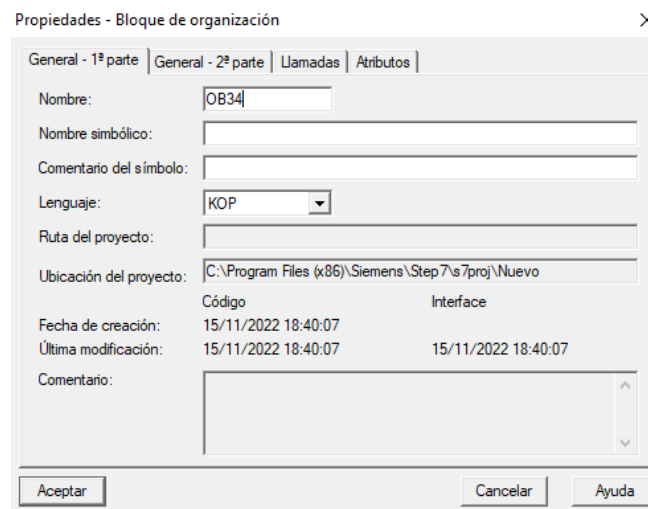 Propiedades - Bloque de organización
General - 1ª parte General - 2ª parte Llamadas Atributos
Nombre: OB34
Nombre simbólico:
Comentario del símbolo:
Lenguaje: KOP
Ruta del proyecto:
Ubicación del proyecto: C:\Program Files (x86)\Siemens\Step7\s7proj\Nuevo
Código Interface
Fecha de creación: 15/11/2022 18:40:07
Última modificación: 15/11/2022 18:40:07 15/11/2022 18:40:07
Comentario:
Aceptar Cancelar Ayuda